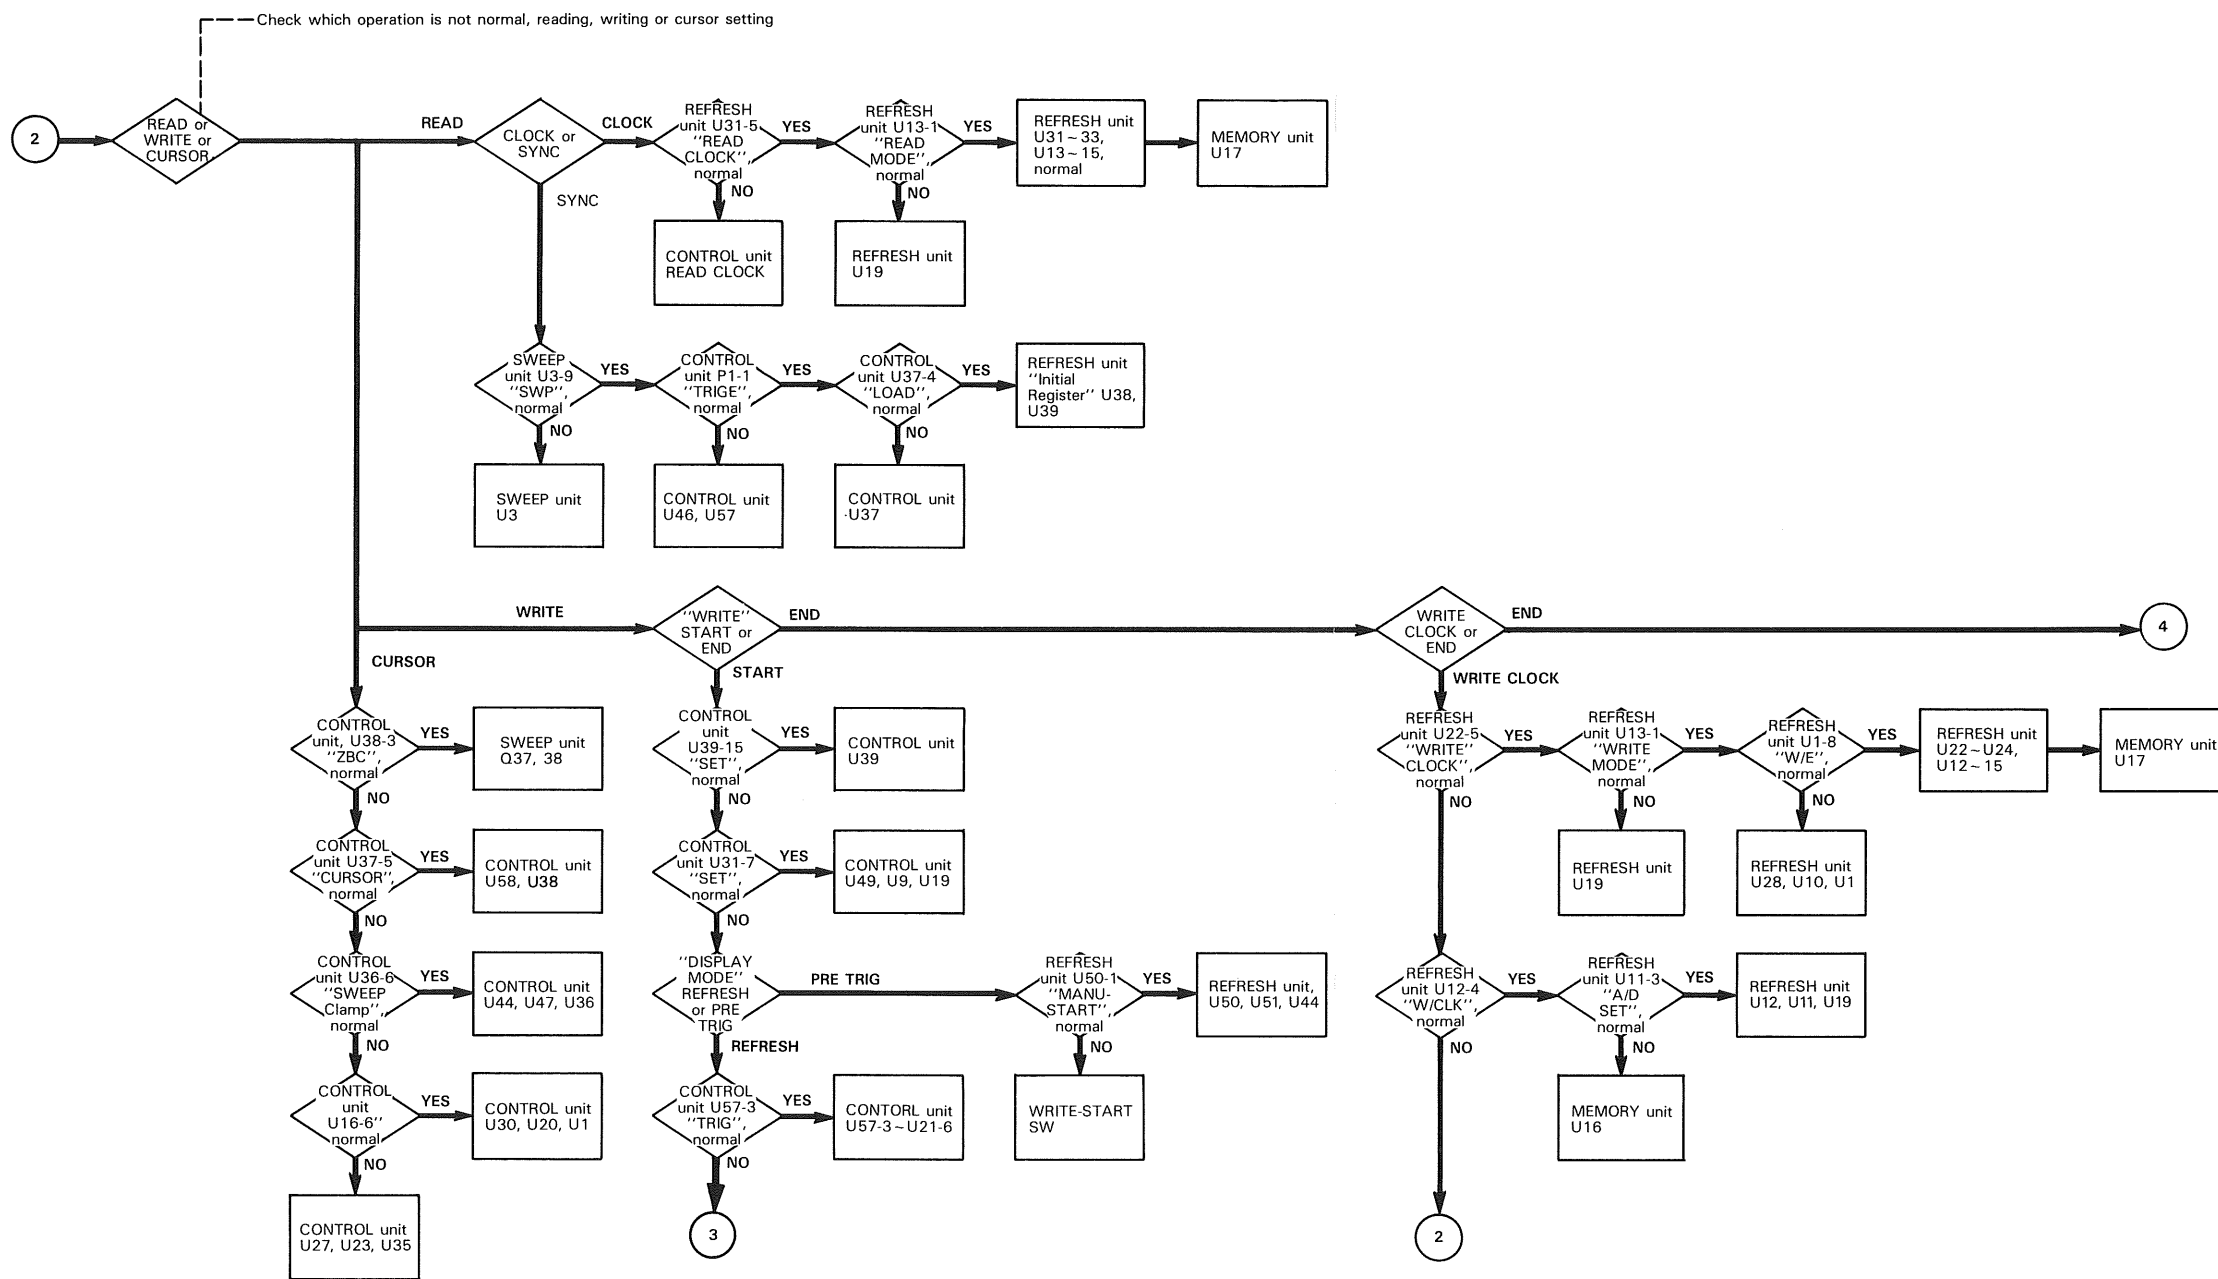 Check which operation is not normal, reading, writing or cursor setting
2
READ or
WRITE or
CURSOR
READ
CLOCK or
SYNC
CLOCK
REFRESH
unit U31-5
"READ
CLOCK",
normal
YES
REFRESH
unit U13-1
"READ
MODE",
normal
YES
REFRESH unit
U31~33,
U13~15,
normal
MEMORY unit
U17
SYNC
NO
CONTROL unit
READ CLOCK
NO
REFRESH unit
U19
SWEEP
unit U3-9
"SWP",
normal
YES
CONTROL
unit P1-1
"TRIGE",
normal
YES
CONTROL
unit U37-4
"LOAD",
normal
YES
REFRESH unit
"Initial
Register" U38,
U39
NO
SWEEP unit
U3
NO
CONTROL unit
U46, U57
NO
CONTROL unit
U37
WRITE
"WRITE"
START or
END
END
WRITE
CLOCK or
END
END
4
CURSOR
START
WRITE CLOCK
CONTROL
unit, U38-3
"ZBC",
normal
YES
SWEEP unit
Q37, 38
NO
CONTROL
unit U37-5
"CURSOR",
normal
YES
CONTROL unit
U58, U38
NO
CONTROL
unit U36-6
"SWEEP
Clamp",
normal
YES
CONTROL unit
U44, U47, U36
NO
CONTROL
unit
U16-6"
normal
YES
CONTROL unit
U30, U20, U1
NO
CONTROL unit
U27, U23, U35
CONTROL
unit
U39-15
"SET",
normal
YES
CONTROL unit
U39
NO
CONTROL
unit U31-7
"SET",
normal
YES
CONTROL unit
U49, U9, U19
NO
"DISPLAY
MODE"
REFRESH
or PRE
TRIG
PRE TRIG
REFRESH
unit U50-1
"MANU-
START",
normal
YES
REFRESH unit,
U50, U51, U44
NO
WRITE-START
SW
REFRESH
CONTROL
unit U57-3
"TRIG",
normal
YES
CONTORL unit
U57-3~U21-6
NO
3
REFRESH
unit U22-5
"WRITE"
CLOCK",
normal
YES
REFRESH
unit U13-1
"WRITE
MODE",
normal
YES
REFRESH
unit U1-8
"W/E",
normal
YES
REFRESH unit
U22~U24,
U12~15
MEMORY unit
U17
NO
NO
REFRESH unit
U19
NO
REFRESH unit
U28, U10, U1
REFRESH
unit U12-4
"W/CLK",
normal
YES
REFRESH
unit U11-3
"A/D
SET",
normal
YES
REFRESH unit
U12, U11, U19
NO
NO
MEMORY unit
U16
2